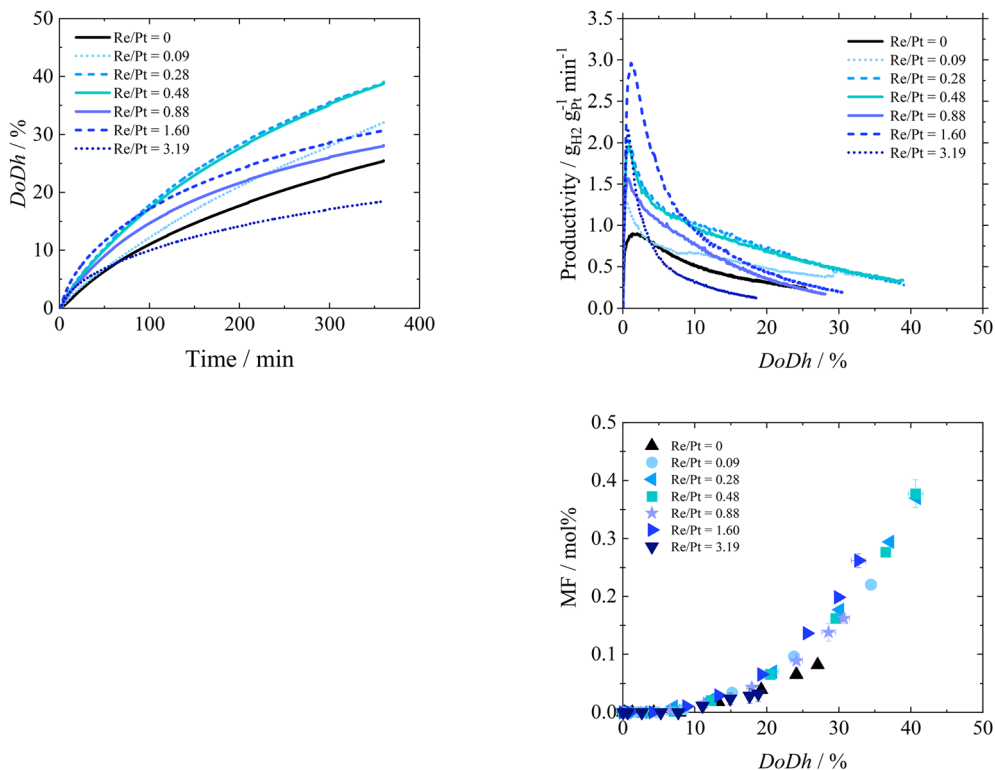 50
40
30
20
10
0
DoDh / %
Re/Pt = 0
Re/Pt = 0.09
Re/Pt = 0.28
Re/Pt = 0.48
Re/Pt = 0.88
Re/Pt = 1.60
Re/Pt = 3.19
0 100 200 300 400
Time / min
3.5
3.0
2.5
2.0
1.5
1.0
0.5
0.0
Productivity / g_H2 g_Pt^-1 min^-1
Re/Pt = 0
Re/Pt = 0.09
Re/Pt = 0.28
Re/Pt = 0.48
Re/Pt = 0.88
Re/Pt = 1.60
Re/Pt = 3.19
0 10 20 30 40 50
DoDh / %
0.5
0.4
0.3
0.2
0.1
0.0
MF / mol%
Re/Pt = 0
Re/Pt = 0.09
Re/Pt = 0.28
Re/Pt = 0.48
Re/Pt = 0.88
Re/Pt = 1.60
Re/Pt = 3.19
0 10 20 30 40 50
DoDh / %